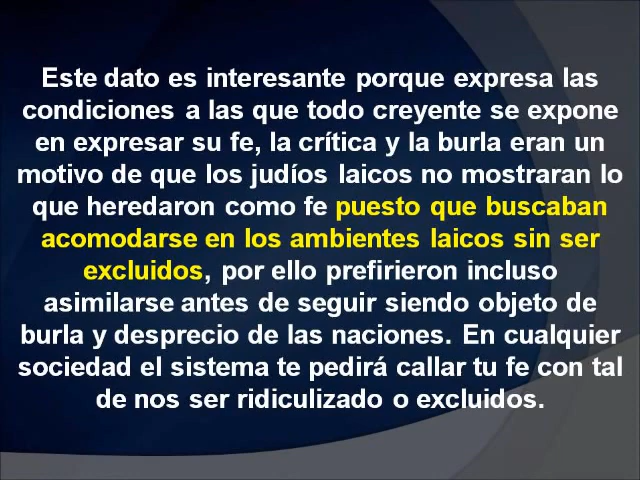 Este dato es interesante porque expresa las
condiciones a las que todo creyente se expone
en expresar su fe, la crítica y la burla eran un
motivo de que los judíos laicos no mostraran lo
que heredaron como fe puesto que buscaban
acomodarse en los ambientes laicos sin ser
excluidos, por ello prefirieron incluso
asimilarse antes de seguir siendo objeto de
burla y desprecio de las naciones. En cualquier
sociedad el sistema te pedirá callar tu fe con tal
de nos ser ridiculizado o excluidos.